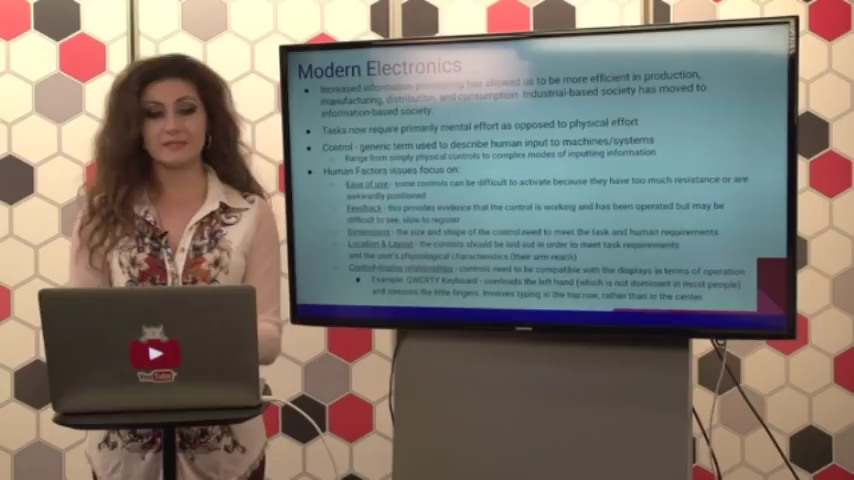 Modern Electronics
• Increased information processing has allowed us to be more efficient in production,
manufacturing, distribution, and consumption. Industrial-based society has moved to
information-based society.
• Tasks now require primarily mental effort as opposed to physical effort
• Control - generic term used to describe human input to machines/systems
○ Range from simply physical controls to complex modes of inputting information
• Human Factors issues focus on:
○ Ease of use - some controls can be difficult to activate because they have too much resistance or are
awkwardly positioned
○ Feedback - this provides evidence that the control is working and has been operated but may be
difficult to see, slow to register
○ Dimensions - the size and shape of the control need to meet the task and human requirements
○ Location & Layout - the controls should be laid out in order to meet task requirements
and the user's physiological characteristics (their arm reach)
○ Control-display relationships - controls need to be compatible with the displays in terms of operation
■ Example: QWERTY Keyboard - overloads the left hand (which is not dominant in most people)
and stresses the little fingers. Involves typing in the top row, rather than in the center.
YouTube